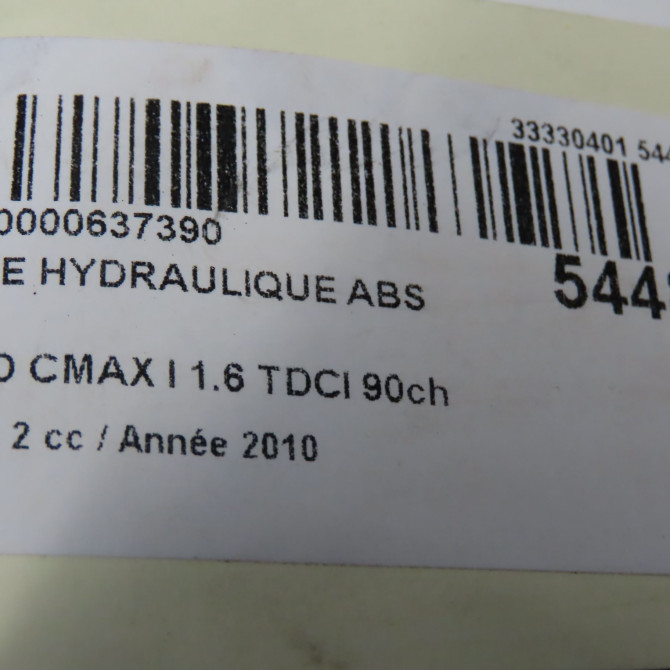 33330401 544
0000637390
E HYDRAULIQUE ABS
544
CMAX I 1.6 TDCI 90ch
2 cc / Année 2010